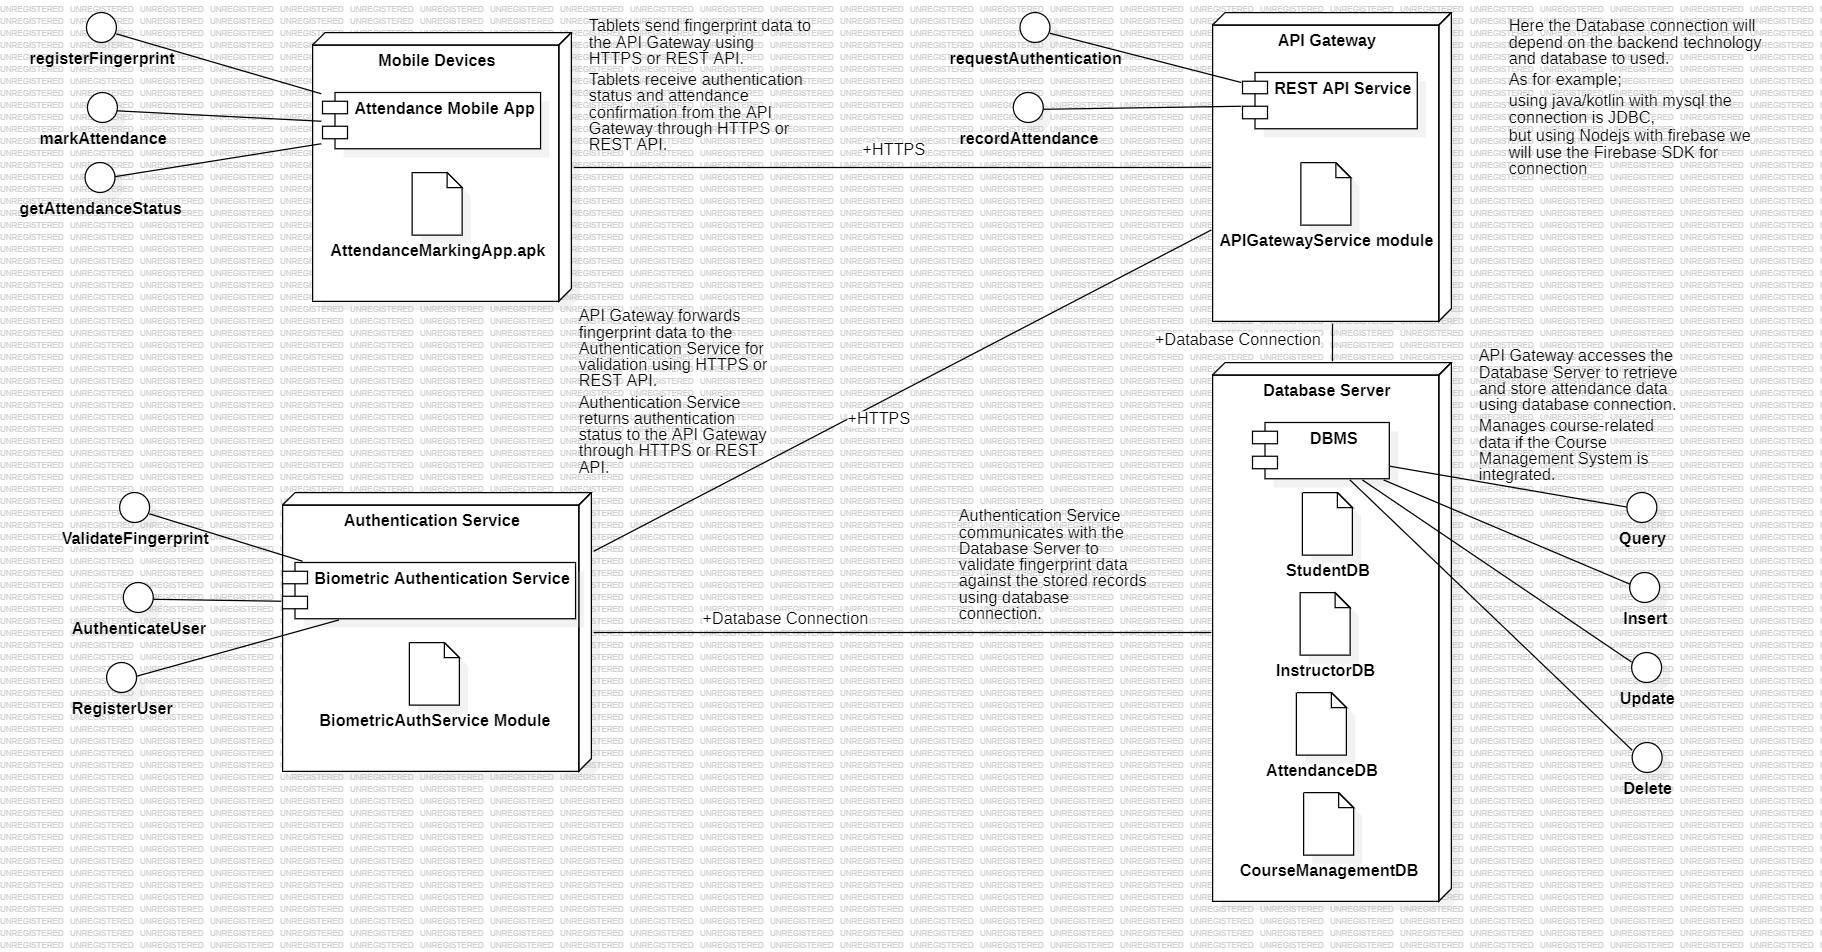 registerFingerprint
markAttendance
getAttendanceStatus
Mobile Devices
Attendance Mobile App
AttendanceMarkingApp.apk
Tablets send fingerprint data to
the API Gateway using
HTTPS or REST API.
Tablets receive authentication
status and attendance
confirmation from the API
Gateway through HTTPS or
REST API.
+HTTPS
requestAuthentication
recordAttendance
API Gateway
REST API Service
APIGatewayService module
Here the Database connection will
depend on the backend technology
and database to used.
As for example;
using java/kotlin with mysql the
connection is JDBC,
but using Nodejs with firebase we
will use the Firebase SDK for
connection
API Gateway forwards
fingerprint data to the
Authentication Service for
validation using HTTPS or
REST API.
Authentication Service
returns authentication
status to the API Gateway
through HTTPS or REST
API.
+HTTPS
+Database Connection
API Gateway accesses the
Database Server to retrieve
and store attendance data
using database connection.
Manages course-related
data if the Course
Management System is
integrated.
ValidateFingerprint
AuthenticateUser
RegisterUser
Authentication Service
Biometric Authentication Service
BiometricAuthService Module
+Database Connection
Authentication Service
communicates with the
Database Server to
validate fingerprint data
against the stored records
using database
connection.
Database Server
DBMS
StudentDB
InstructorDB
AttendanceDB
CourseManagementDB
Query
Insert
Update
Delete
UNREGISTERED